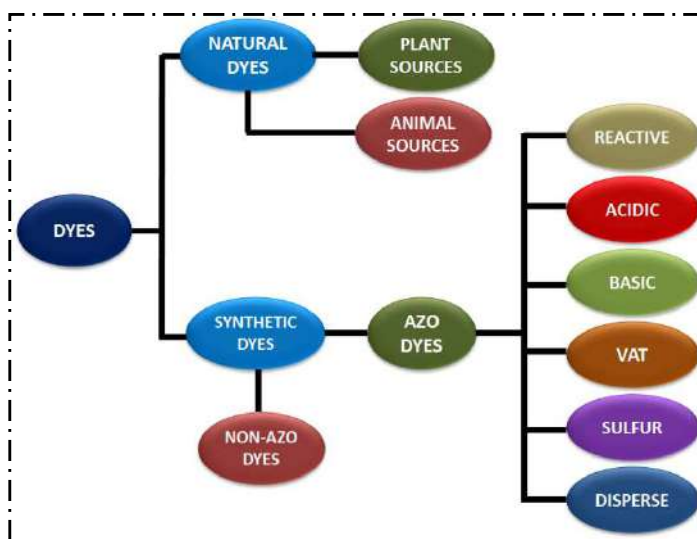 NATURAL
DYES
PLANT
SOURCES
ANIMAL
SOURCES
REACTIVE
ACIDIC
DYES
BASIC
SYNTHETIC
DYES
AZO
DYES
VAT
NON-AZO
DYES
SULFUR
DISPERSE